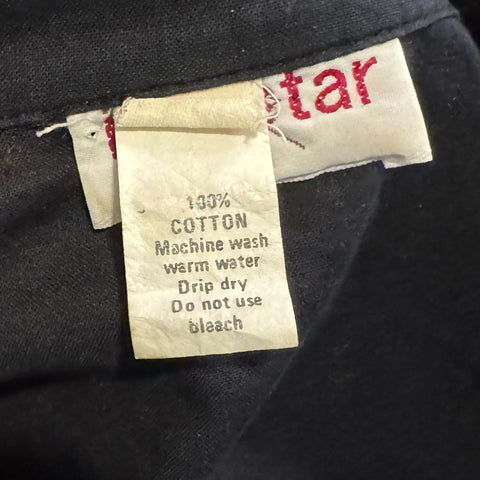 tar
100%
COTTON
Machine wash
warm water
Drip dry
Do not use
bleach